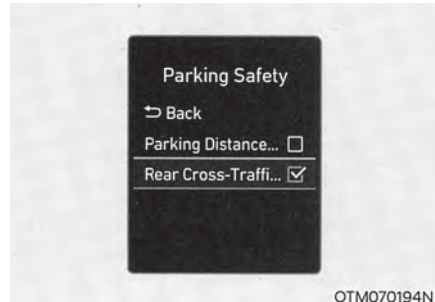 Parking Safety
Back
Parking Distance...
Rear Cross-Traffi...
OTM070194N